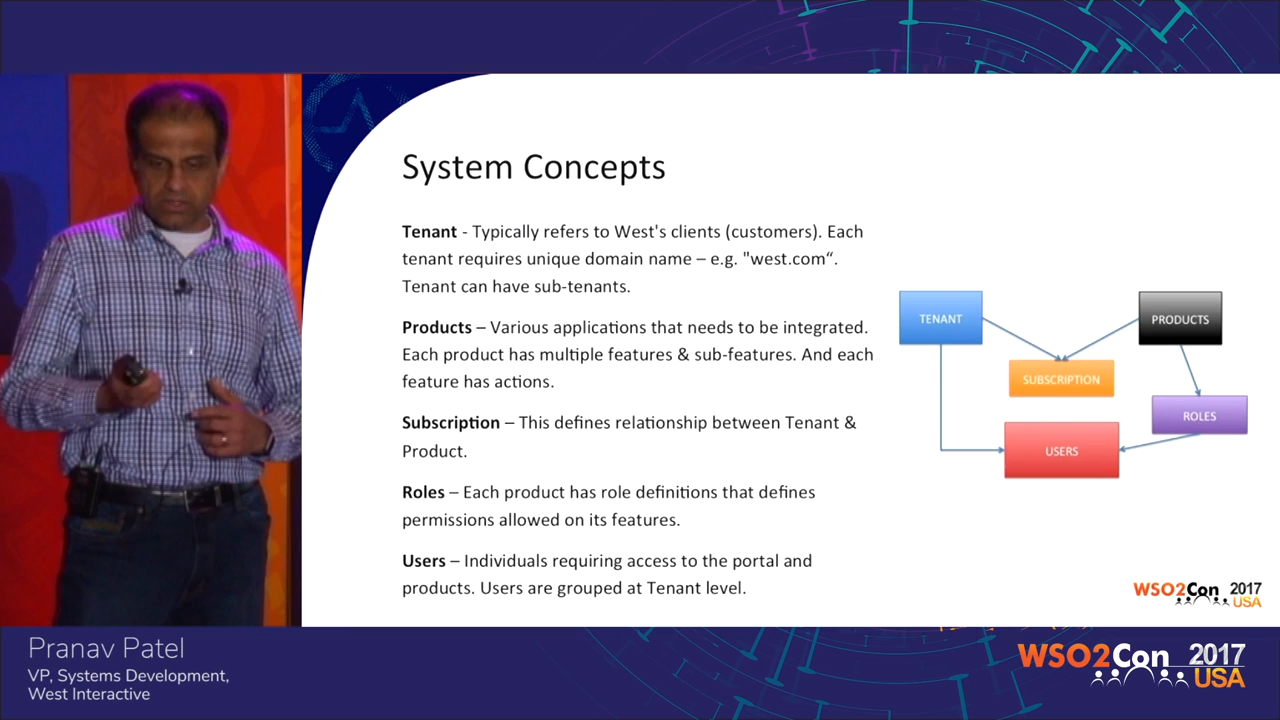 System Concepts
Tenant - Typically refers to West's clients (customers). Each
tenant requires unique domain name – e.g. "west.com“.
Tenant can have sub-tenants.
Products – Various applications that needs to be integrated.
Each product has multiple features & sub-features. And each
feature has actions.
Subscription – This defines relationship between Tenant &
Product.
Roles – Each product has role definitions that defines
permissions allowed on its features.
Users – Individuals requiring access to the portal and
products. Users are grouped at Tenant level.
TENANT
PRODUCTS
SUBSCRIPTION
ROLES
USERS
WSO2Con 2017
USA
Pranav Patel
VP, Systems Development,
West Interactive
WSO2Con 2017
USA